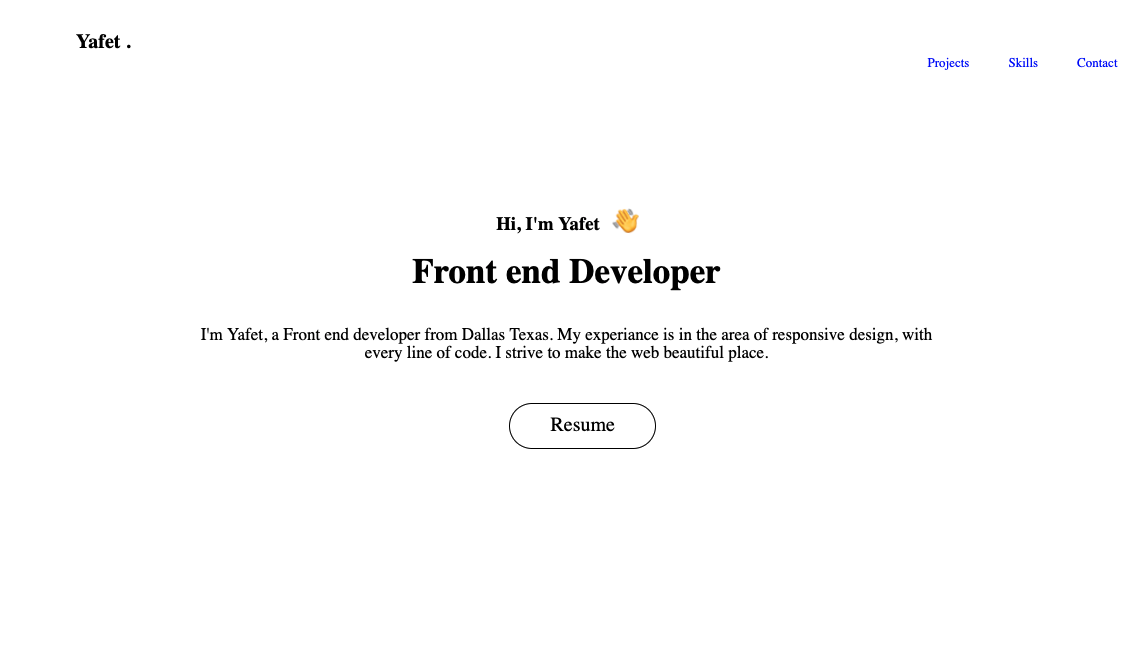 Yafet .
Projects Skills Contact
Hi, I'm Yafet 👋
Front end Developer
I'm Yafet, a Front end developer from Dallas Texas. My experiance is in the area of responsive design, with
every line of code. I strive to make the web beautiful place.
Resume